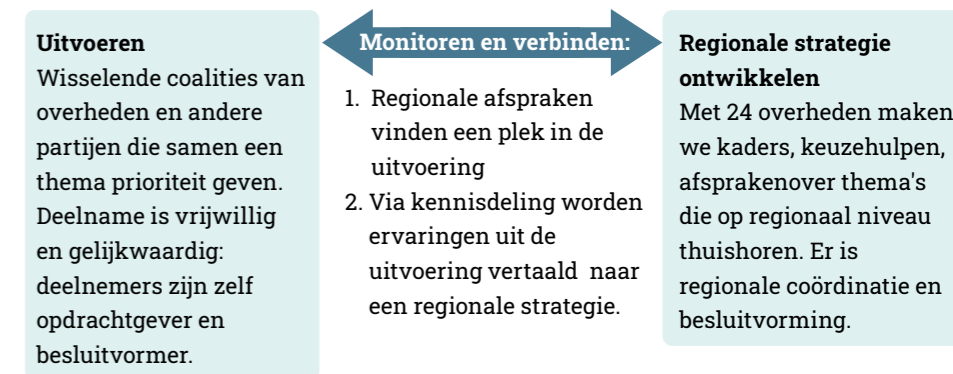 Uitvoeren
Wisselende coalities van
overheden en andere
partijen die samen een
thema prioriteit geven.
Deelname is vrijwillig
en gelijkwaardig:
deelnemers zijn zelf
opdrachtgever en
besluitvormer.
Monitoren en verbinden:
1. Regionale afspraken
vinden een plek in de
uitvoering
2. Via kennisdeling worden
ervaringen uit de
uitvoering vertaald naar
een regionale strategie.
Regionale strategie
ontwikkelen
Met 24 overheden maken
we kaders, keuzehulpen,
afsprakenover thema's
die op regionaal niveau
thuishoren. Er is
regionale coördinatie en
besluitvorming.